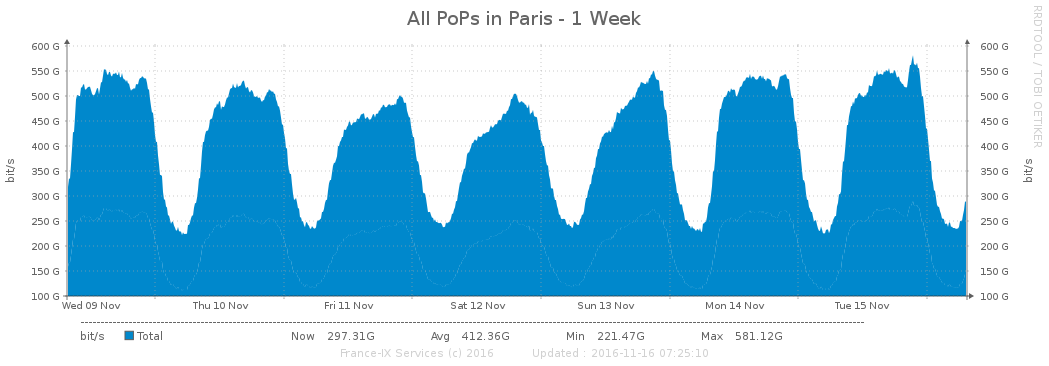 All PoPs in Paris - 1 Week
RRDTOOL / TOBI OETIKER
600 G 600 G
550 G 550 G
500 G 500 G
450 G 450 G
400 G 400 G
350 G 350 G
300 G 300 G
250 G 250 G
200 G 200 G
150 G 150 G
100 G 100 G
bit/s
bit/s
Wed 09 Nov Thu 10 Nov Fri 11 Nov Sat 12 Nov Sun 13 Nov Mon 14 Nov Tue 15 Nov
bit/s Total Now 297.31G Avg 412.36G Min 221.47G Max 581.12G
France-IX Services (c) 2016 Updated : 2016-11-16 07:25:10